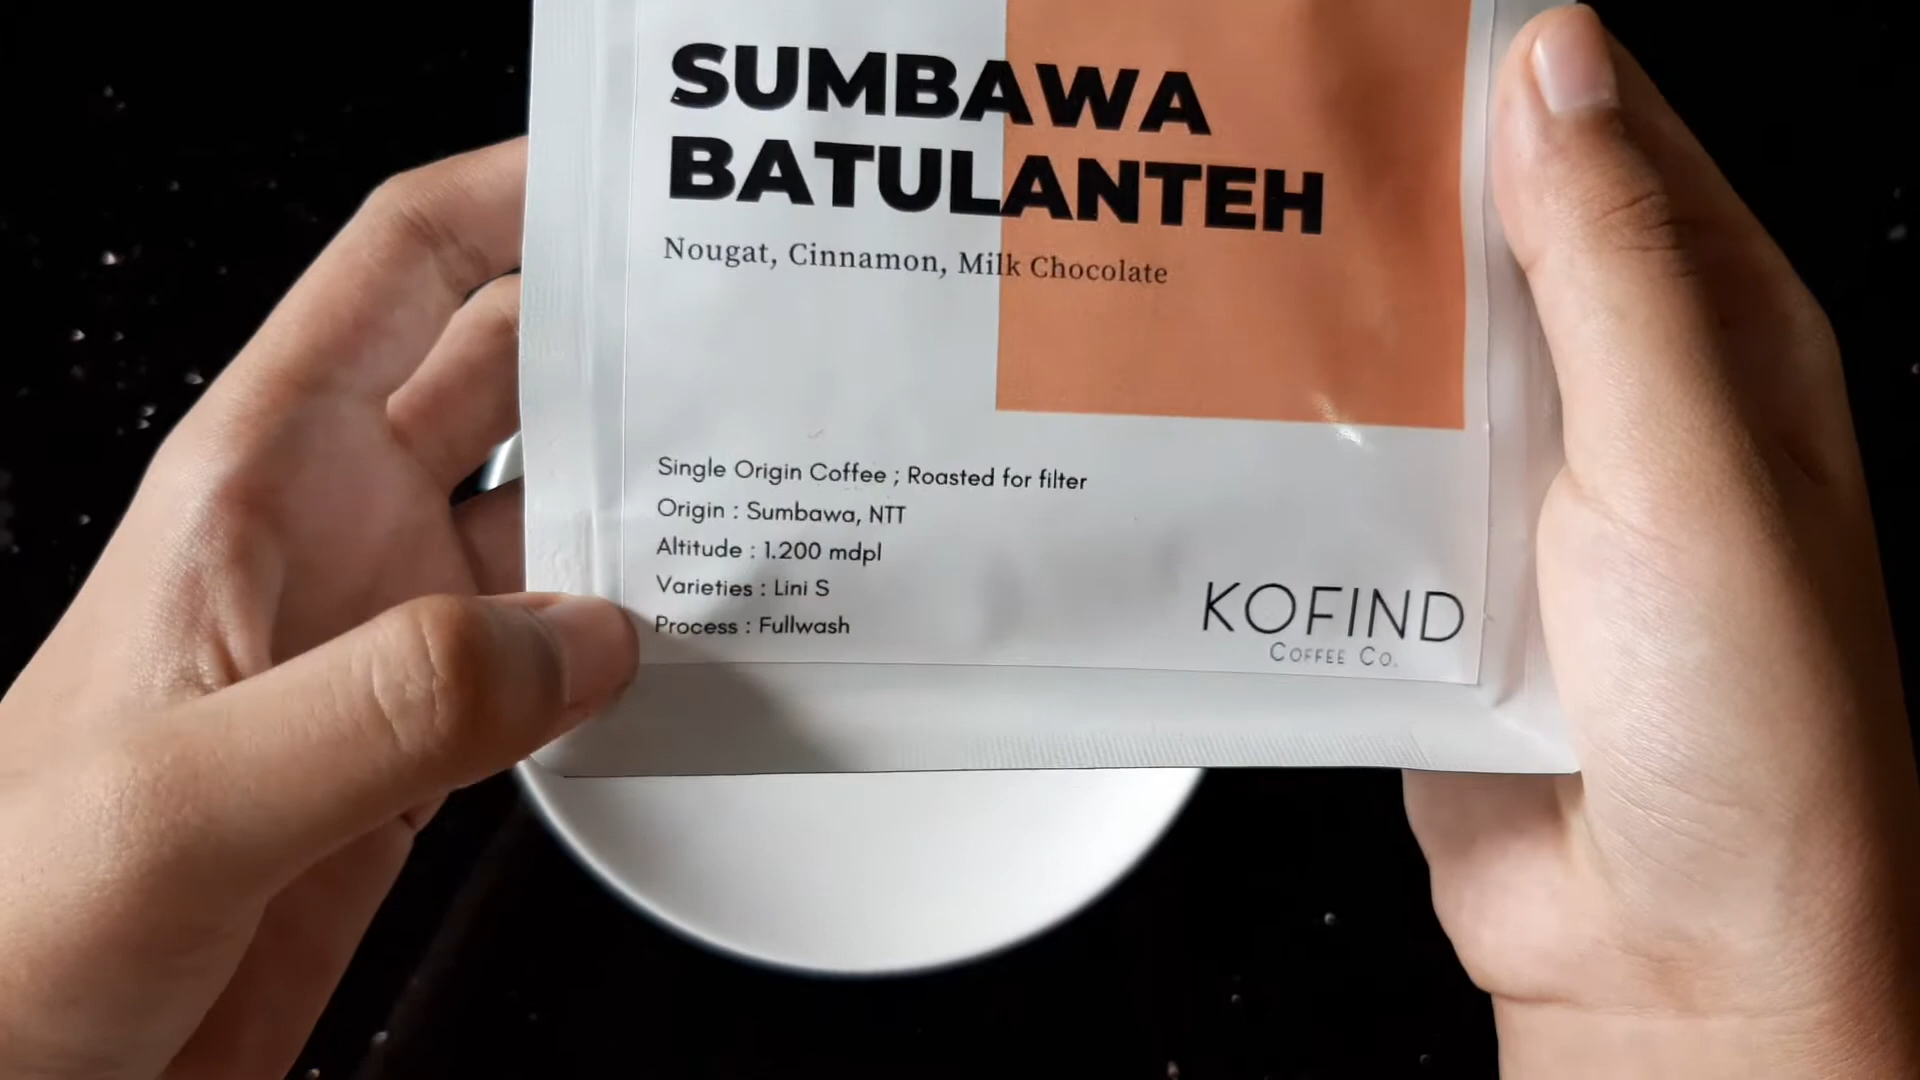 SUMBAWA
BATULANTEH
Nougat, Cinnamon, Milk Chocolate
Single Origin Coffee ; Roasted for filter
Origin : Sumbawa, NTT
Altitude : 1.200 mdpl
Varieties : Lini S
Process : Fullwash
KOFIND
COFFEE CO.